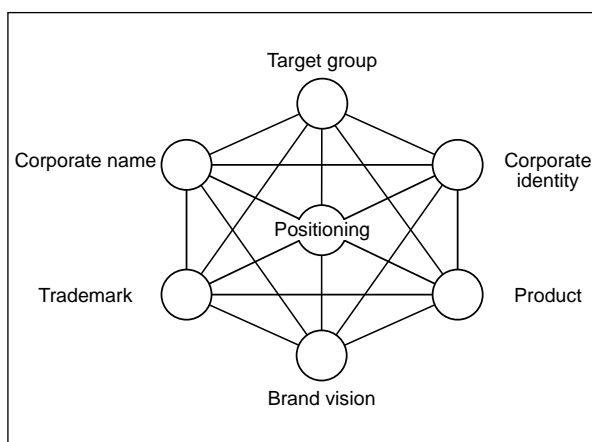 Target group
Corporate name
Corporate
identity
Positioning
Trademark
Product
Brand vision